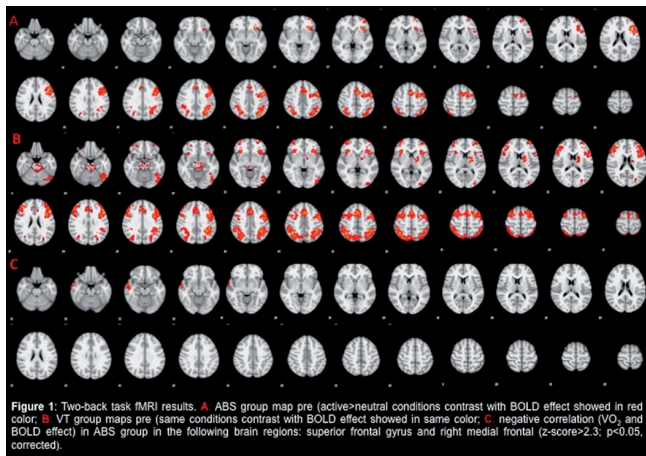 A
B
C
Figure 1: Two-back task fMRI results. A: ABS group map pre (active>neutral conditions contrast with BOLD effect showed in red
color; B: VT group maps pre (same conditions contrast with BOLD effect showed in same color; C: negative correlation (VO2 and
BOLD effect) in ABS group in the following brain regions: superior frontal gyrus and right medial frontal (z-score>2.3; p<0.05,
corrected).